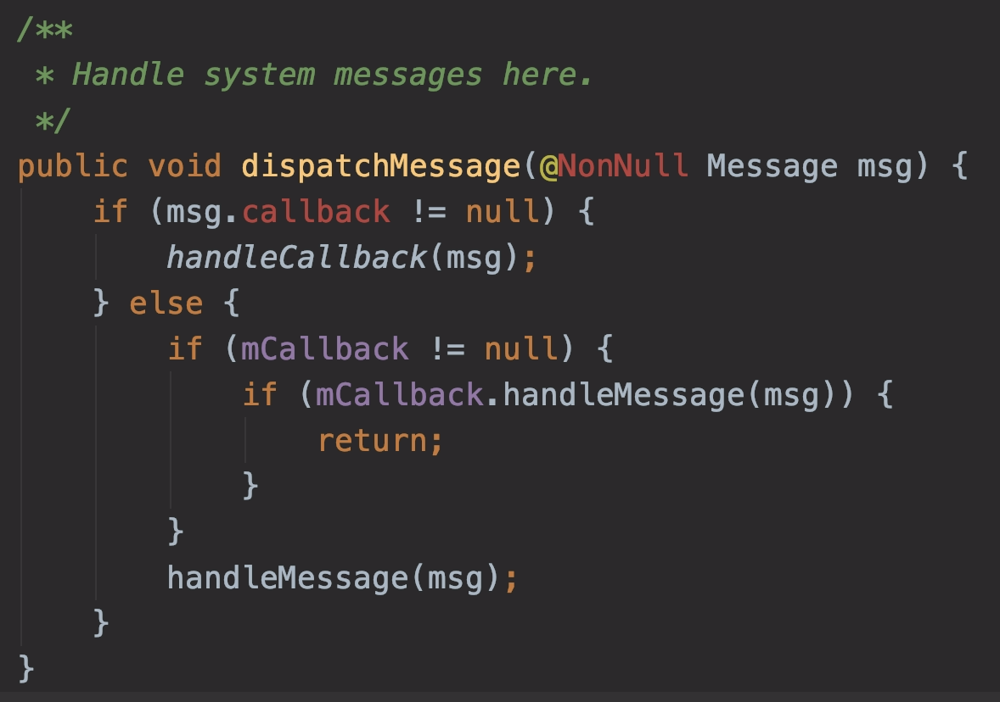 /**
 * Handle system messages here.
 */
public void dispatchMessage(@NonNull Message msg) {
    if (msg.callback != null) {
        handleCallback(msg);
    } else {
        if (mCallback != null) {
            if (mCallback.handleMessage(msg)) {
                return;
            }
        }
        handleMessage(msg);
    }
}